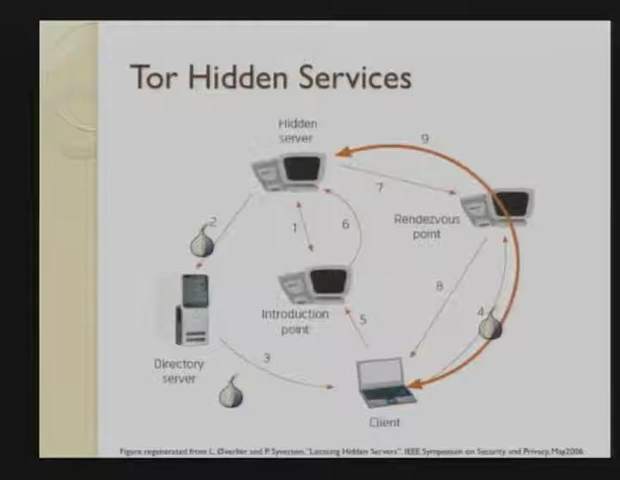 Tor Hidden Services
Hidden
server
9
7
2
1
6
Rendezvous
point
8
Introduction
point
4
5
Directory
server
3
Client
Figure regenerated from L. Øverlier and P. Syverson, "Locating Hidden Servers". IEEE Symposium on Security and Privacy, May2006